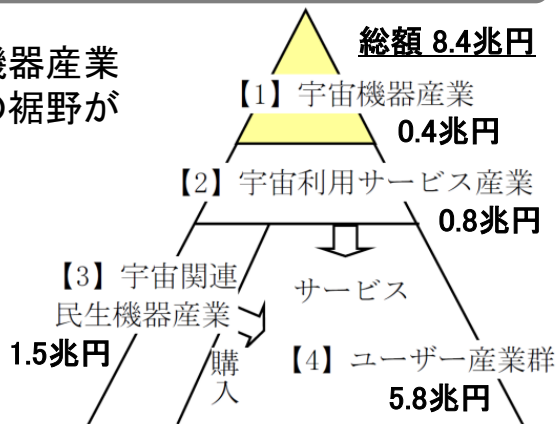 総額 8.4兆円
機器産業
の裾野が
【1】宇宙機器産業
0.4兆円
【2】宇宙利用サービス産業
0.8兆円
【3】宇宙関連
民生機器産業
1.5兆円
サービス
購
入
【4】ユーザー産業群
5.8兆円